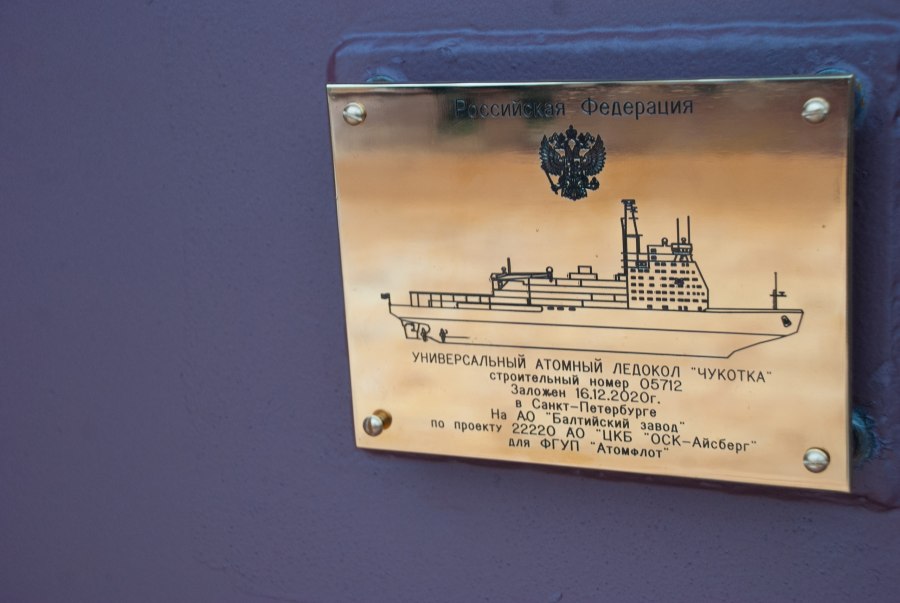 Российская Федерация
УНИВЕРСАЛЬНЫЙ АТОМНЫЙ ЛЕДОКОЛ "ЧУКОТКА"
строительный номер 05712
Заложен 16.12.2020г.
в Санкт-Петербурге
На АО "Балтийский завод"
по проекту 22220 АО "ЦКБ "ОСК-Айсберг"
для ФГУП "Атомфлот"